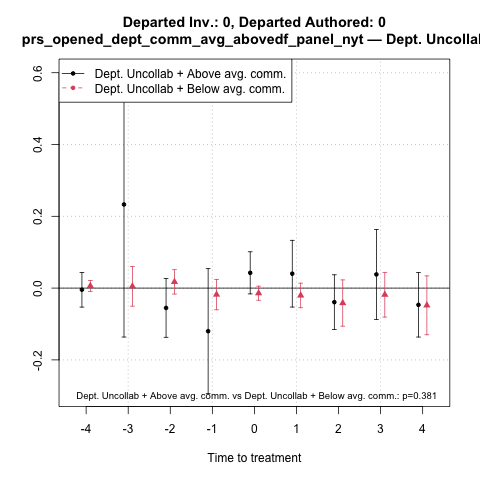 Departed Inv.: 0, Departed Authored: 0
prs_opened_dept_comm_avg_abovedf_panel_nyt — Dept. Uncollal
Dept. Uncollab + Above avg. comm.
Dept. Uncollab + Below avg. comm.
0.6
0.4
0.2
0.0
-0.2
Dept. Uncollab + Above avg. comm. vs Dept. Uncollab + Below avg. comm.: p=0.381
-4 -3 -2 -1 0 1 2 3 4
Time to treatment